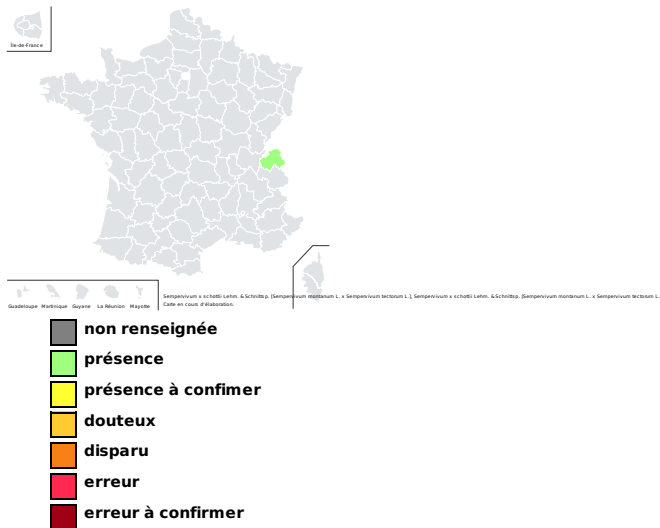 Île-de-France
Guadeloupe Martinique Guyane La Réunion Mayotte
Sempervivum x schottii Lehm. & Schnittsp. [Sempervivum montanum L. x Sempervivum tectorum L.], Sempervivum x schottii Lehm. & Schnittsp. [Sempervivum montanum L. x Sempervivum tectorum L.
Carte en cours d'élaboration.
non renseignée
présence
présence à confimer
douteux
disparu
erreur
erreur à confirmer